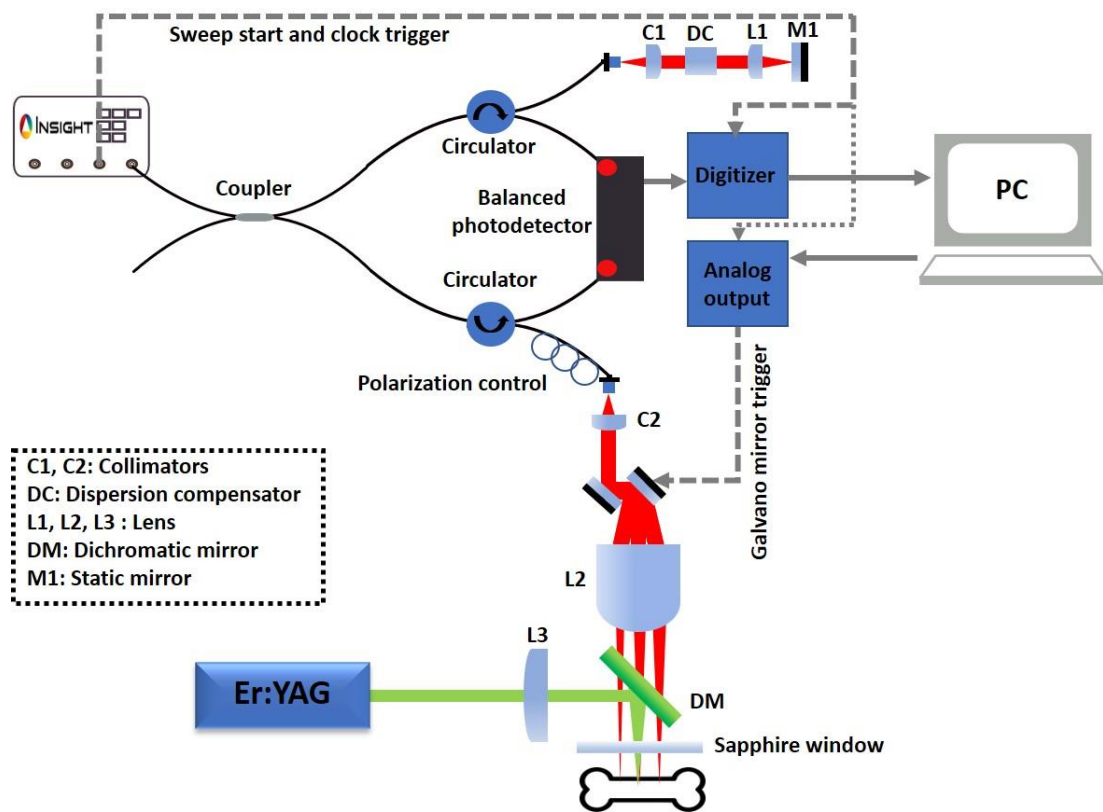 Sweep start and clock trigger
C1
DC
L1
M1
INSIGHT
Circulator
Coupler
Balanced
photodetector
Digitizer
PC
Circulator
Analog
output
Polarization control
C2
Galvano mirror trigger
C1, C2: Collimators
DC: Dispersion compensator
L1, L2, L3 : Lens
DM: Dichromatic mirror
M1: Static mirror
L2
L3
Er:YAG
DM
Sapphire window